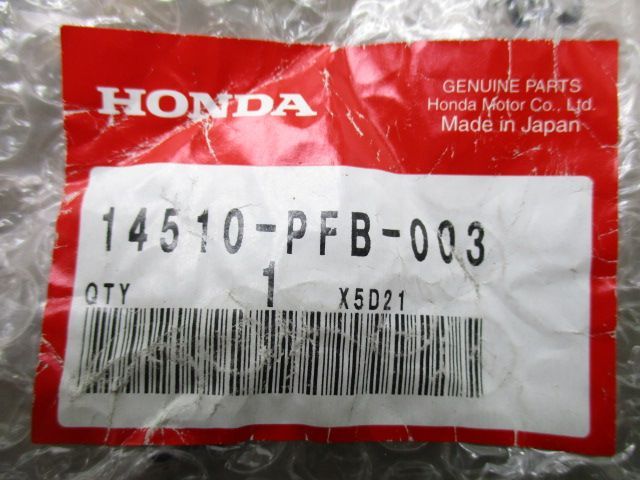 HONDA
GENUINE PARTS
Honda Motor Co., Ltd.
Made in Japan
14510-PFB-003
QTY 1 X5D21